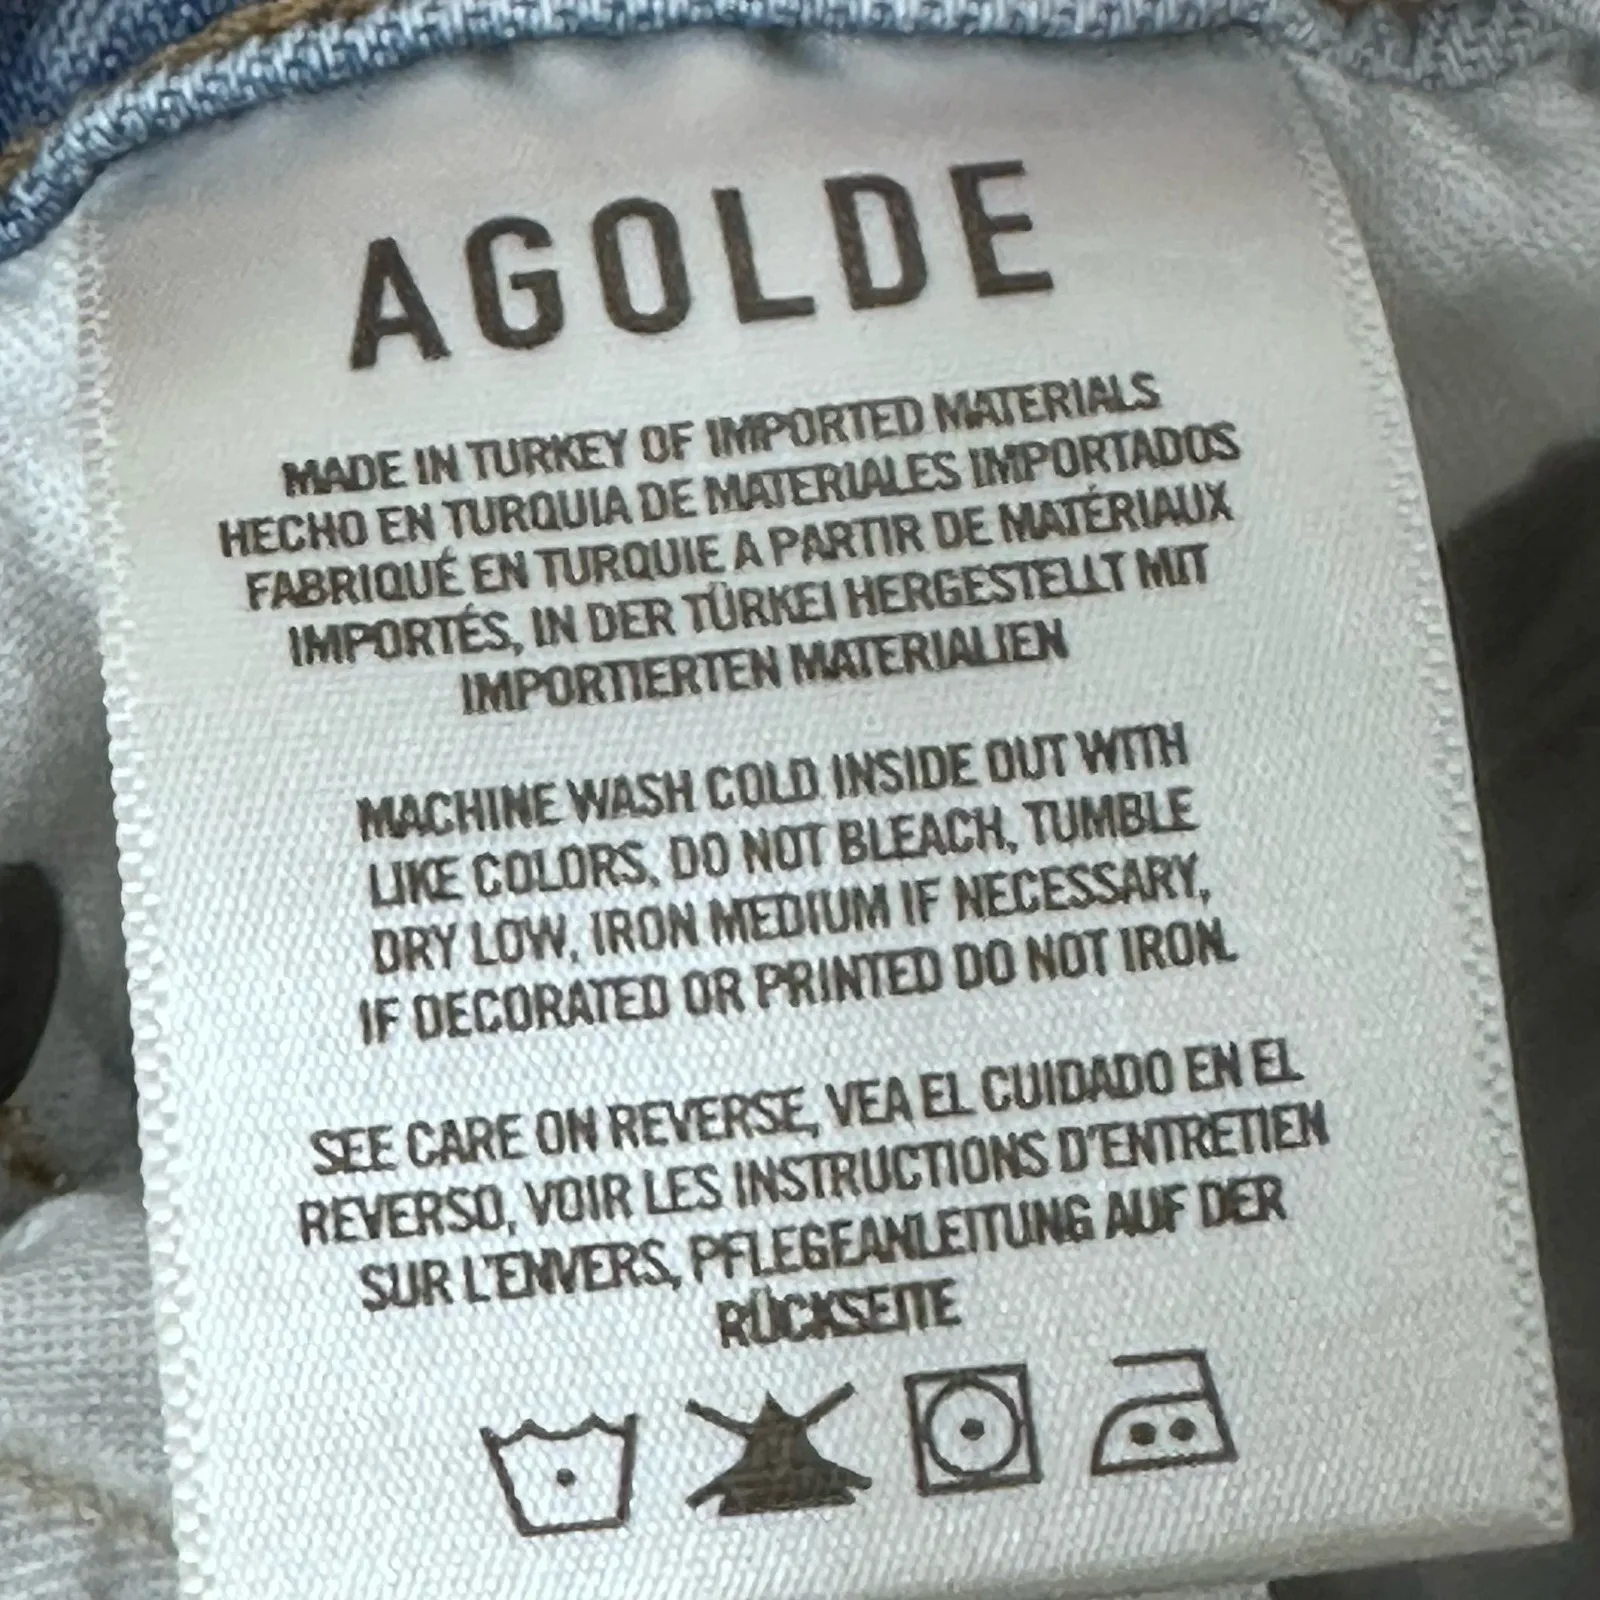 AGOLDE
MADE IN TURKEY OF IMPORTED MATERIALS
HECHO EN TURQUIA DE MATERIALES IMPORTADOS
FABRIQUÉ EN TURQUIE A PARTIR DE MATÉRIAUX
IMPORTÉS, IN DER TÜRKEI HERGESTELLT MIT
IMPORTIERTEN MATERIALIEN
MACHINE WASH COLD INSIDE OUT WITH
LIKE COLORS, DO NOT BLEACH, TUMBLE
DRY LOW, IRON MEDIUM IF NECESSARY,
IF DECORATED OR PRINTED DO NOT IRON.
SEE CARE ON REVERSE, VEA EL CUIDADO EN EL
REVERSO, VOIR LES INSTRUCTIONS D'ENTRETIEN
SUR L'ENVERS, PFLEGEANLEITUNG AUF DER
RÜCKSEITE